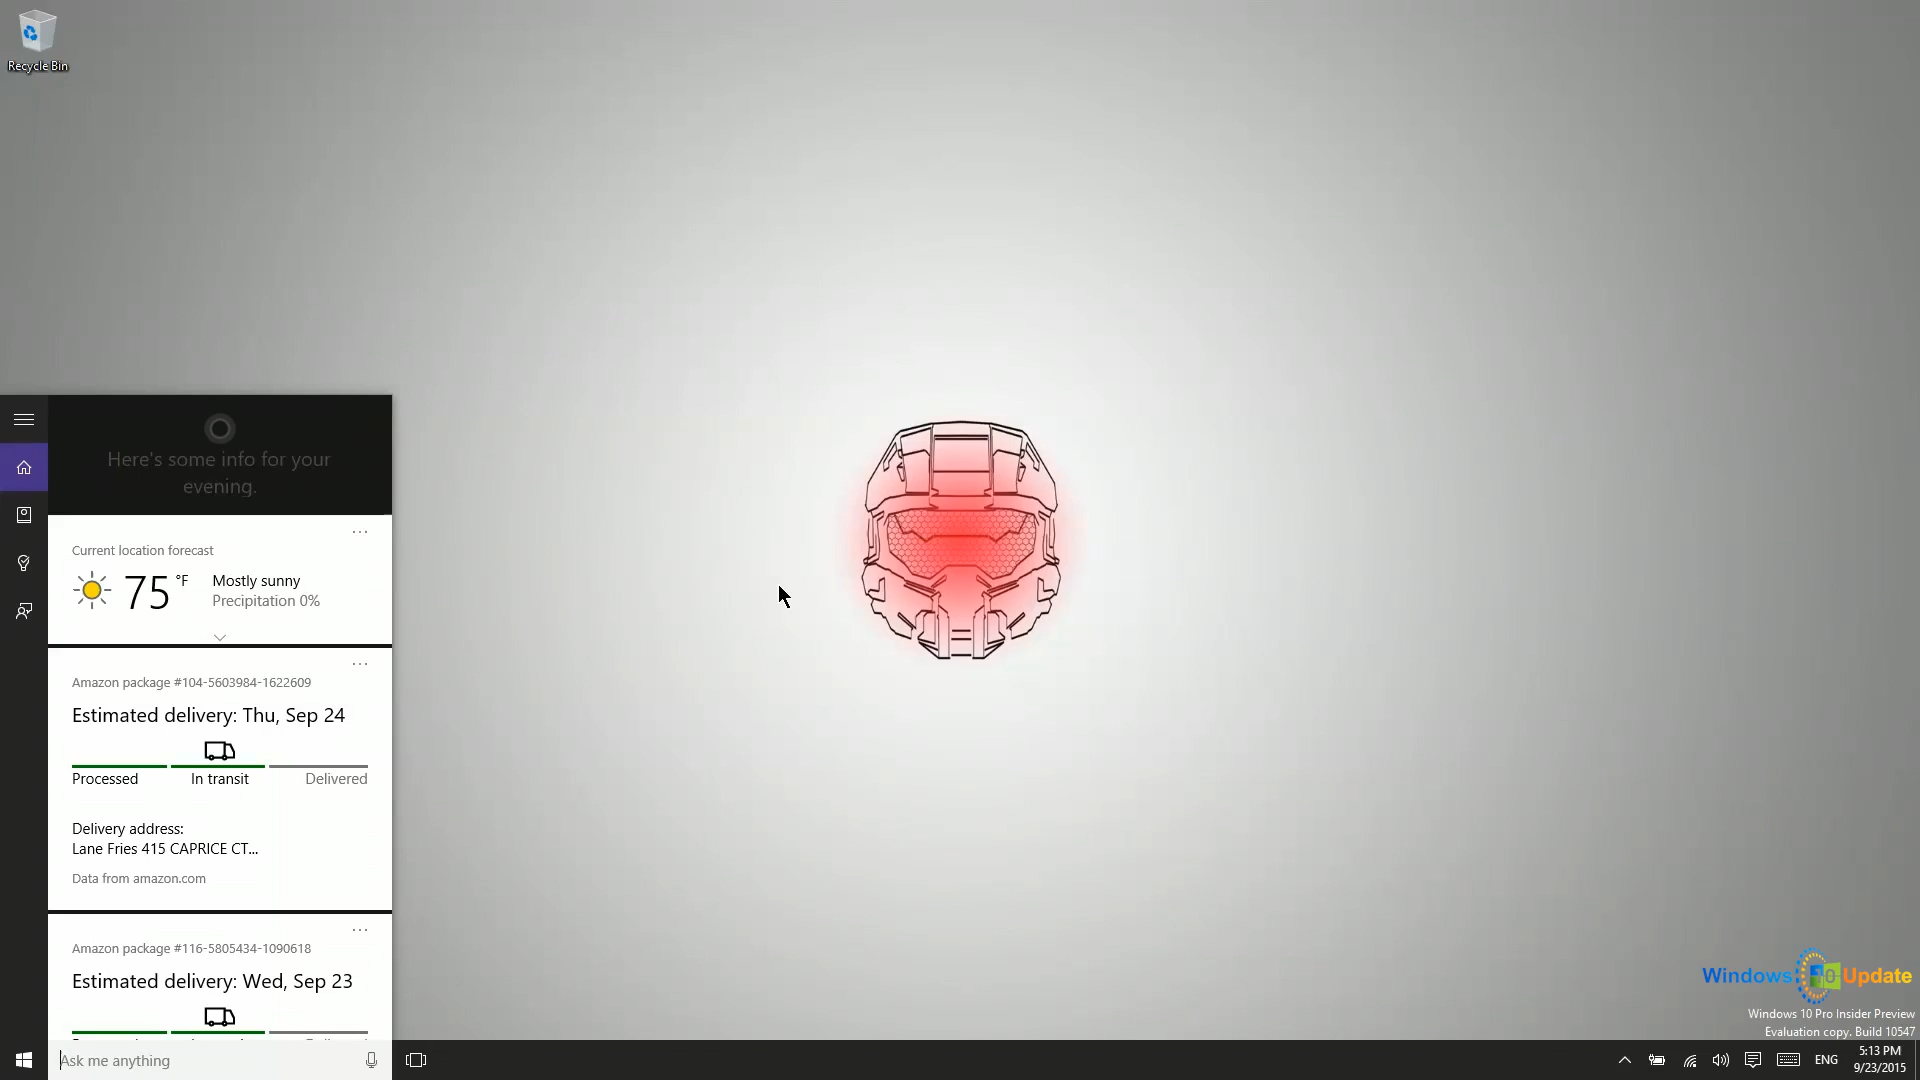 Recycle Bin
Here's some info for your
evening.
Current location forecast
75 °F
Mostly sunny
Precipitation 0%
Amazon package #104-5603984-1622609
Estimated delivery: Thu, Sep 24
Processed In transit Delivered
Delivery address:
Lane Fries 415 CAPRICE CT...
Data from amazon.com
Amazon package #116-5805434-1090618
Estimated delivery: Wed, Sep 23
Ask me anything
Windows 10 Update
Windows 10 Pro Insider Preview
Evaluation copy. Build 10547
ENG
5:13 PM
9/23/2015